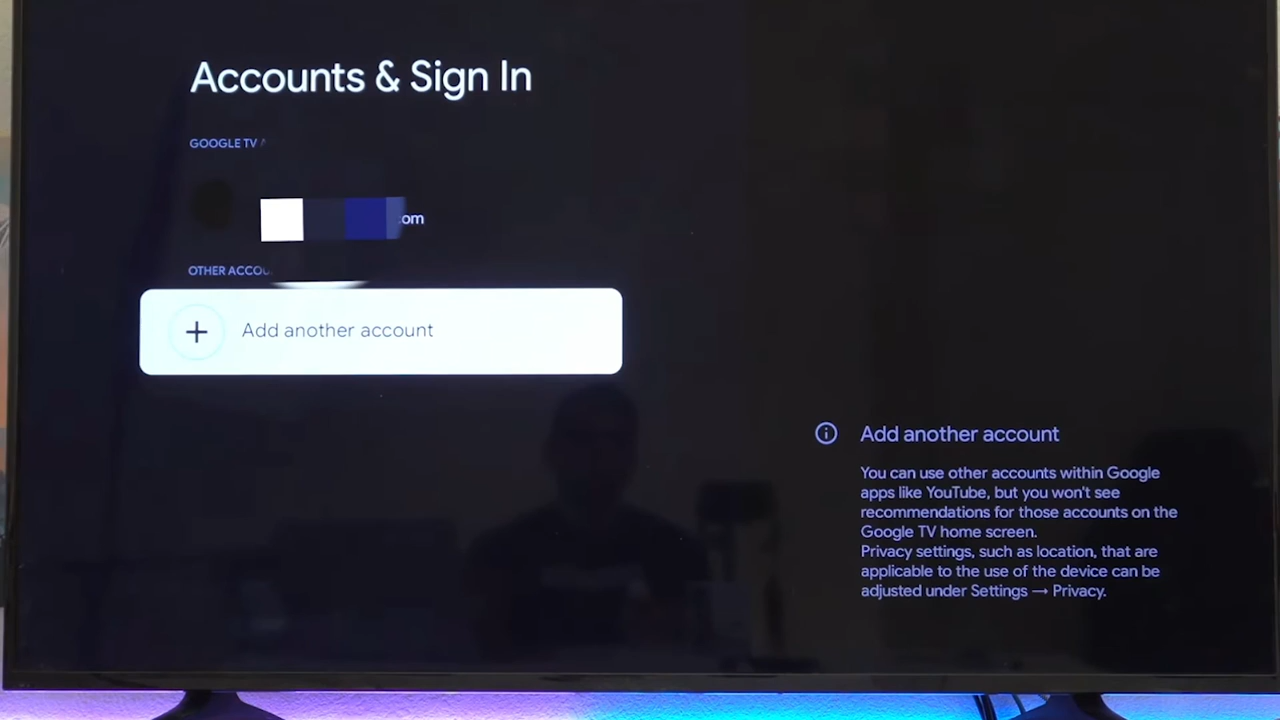 Accounts & Sign In
GOOGLE TV
OTHER
Add another account
Add another account
You can use other accounts within Google
apps like YouTube, but you won't see
recommendations for those accounts on the
Google TV home screen.
Privacy settings, such as location, that are
applicable to the use of the device can be
adjusted under Settings → Privacy.